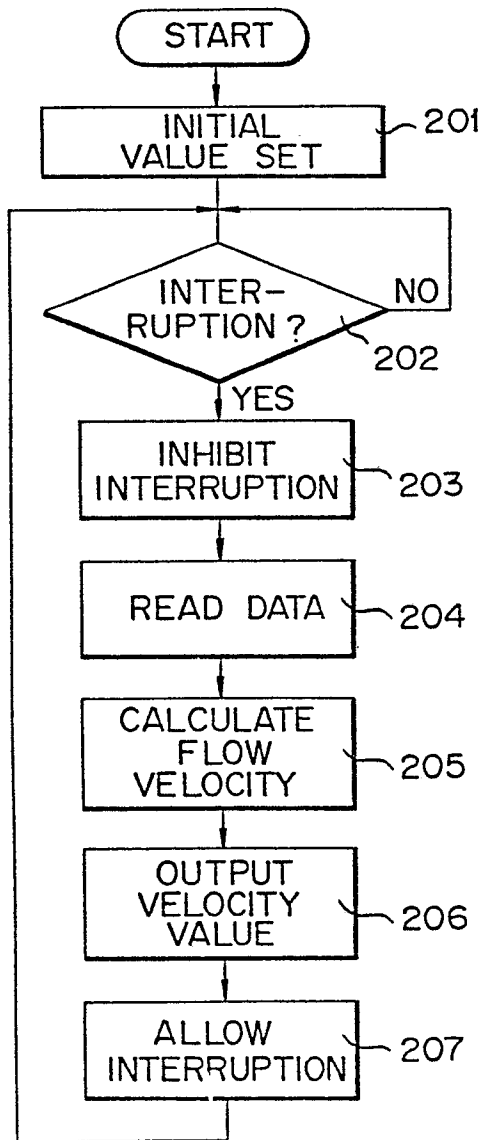 START
INITIAL
VALUE SET
201
INTER-
RUPTION?
NO
202
YES
INHIBIT
INTERRUPTION
203
READ DATA
204
CALCULATE
FLOW
VELOCITY
205
OUTPUT
VELOCITY
VALUE
206
ALLOW
INTERRUPTION
207